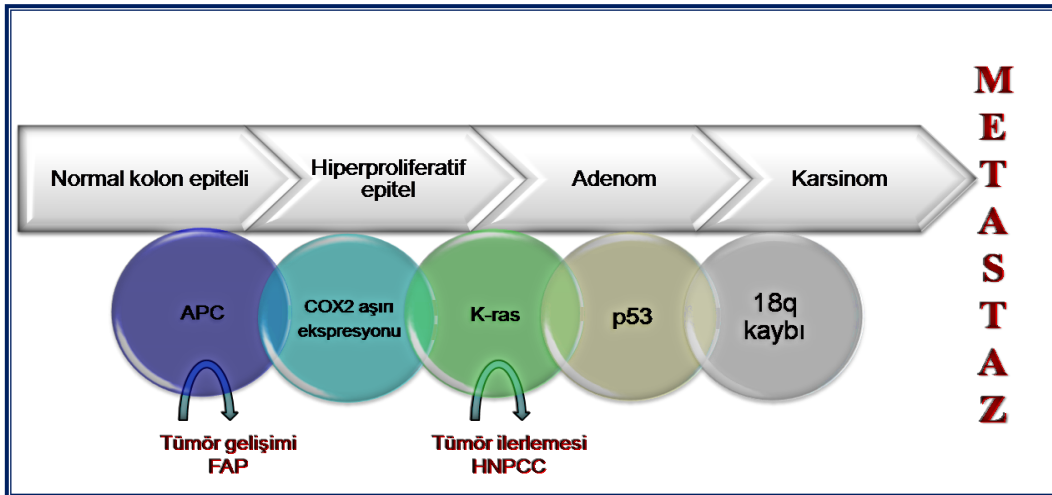 Normal kolon epiteli
Hiperproliferatif
epitel
Adenom
Karsinom
METASTAZ
APC
COX2 aşırı
ekspresyonu
K-ras
p53
18q
kaybı
Tümör gelişimi
FAP
Tümör ilerlemesi
HNPCC